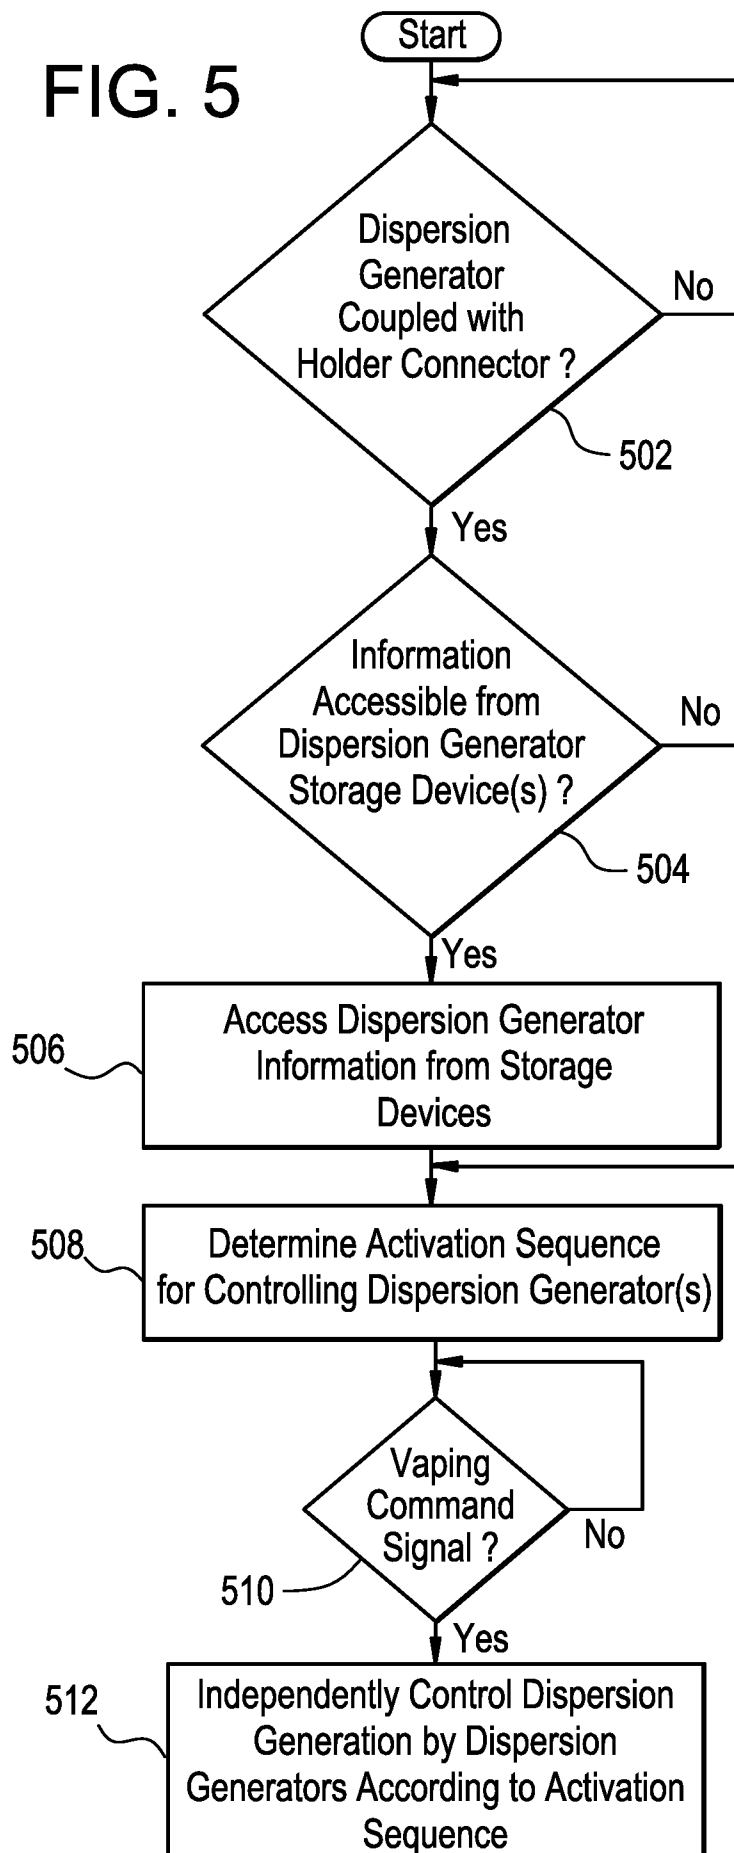 Start
FIG. 5
Dispersion
Generator
Coupled with
Holder Connector ?
No
502
Yes
Information
Accessible from
Dispersion Generator
Storage Device(s) ?
No
504
Yes
506
Access Dispersion Generator
Information from Storage
Devices
508
Determine Activation Sequence
for Controlling Dispersion Generator(s)
Vaping
Command
Signal ?
No
510
Yes
512
Independently Control Dispersion
Generation by Dispersion
Generators According to Activation
Sequence